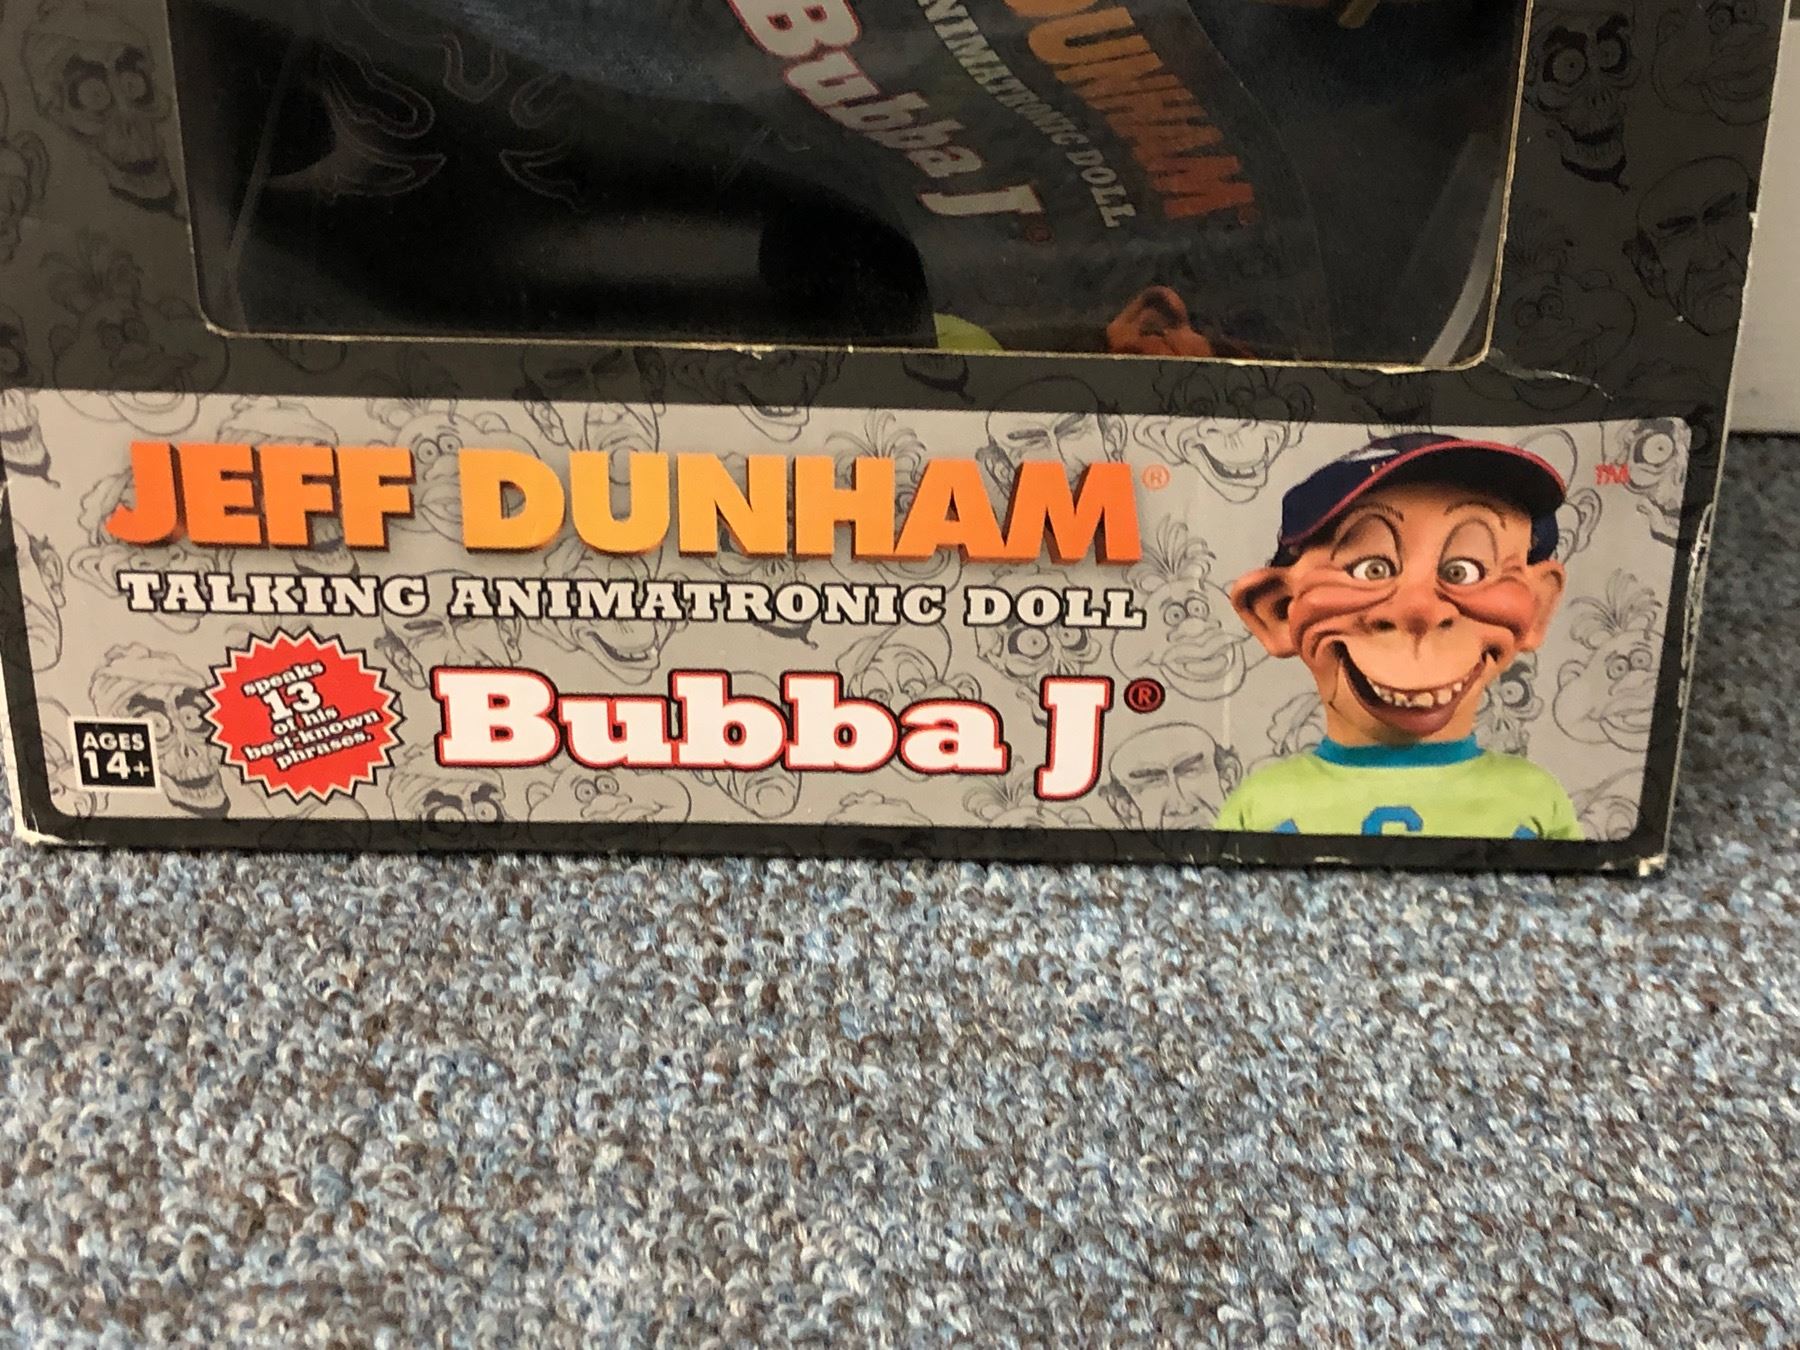 Bubba J
DUNHAM
NIMATRONIC DOLL
JEFF DUNHAM®
TALKING ANIMATRONIC DOLL
speaks
13
of his
best-known
phrases.
Bubba J®
AGES
14+
TM